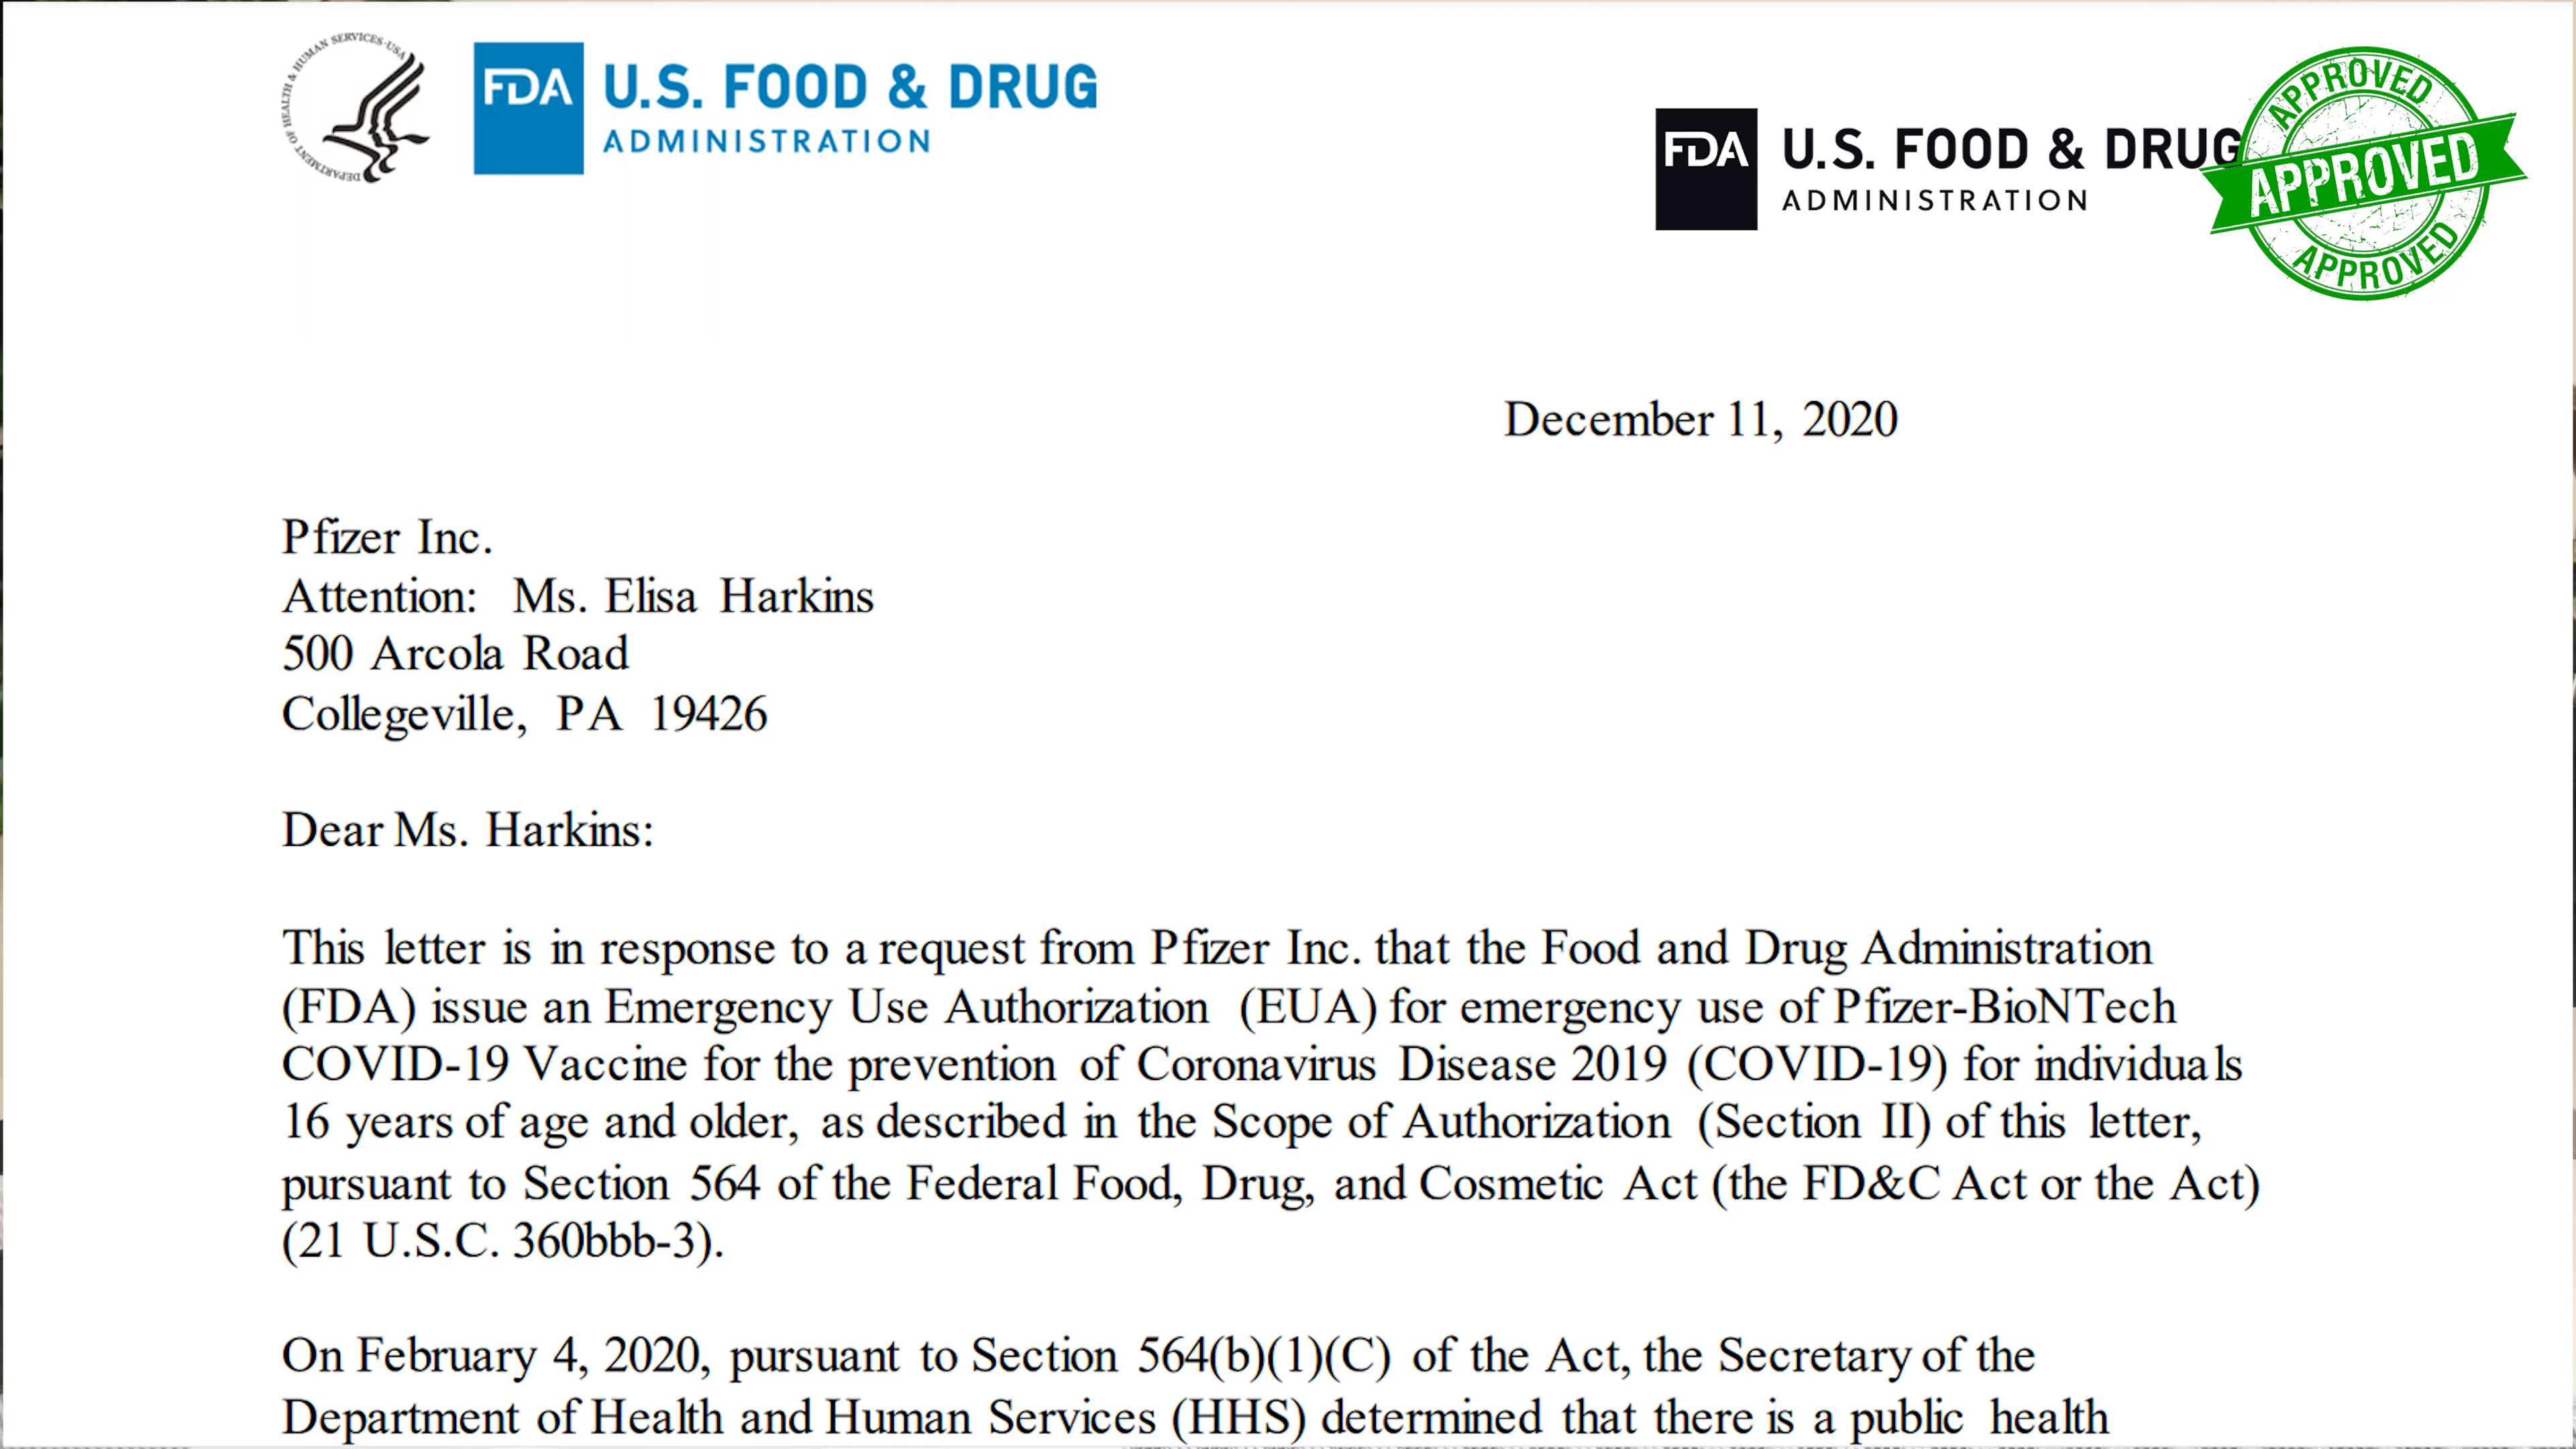 DEPARTMENT OF HEALTH & HUMAN SERVICES-USA
FDA
U.S. FOOD & DRUG
ADMINISTRATION
FDA
U.S. FOOD & DRUG
ADMINISTRATION
APPROVED
APPROVED
APPROVED
December 11, 2020
Pfizer Inc.
Attention: Ms. Elisa Harkins
500 Arcola Road
Collegeville, PA 19426
Dear Ms. Harkins:
This letter is in response to a request from Pfizer Inc. that the Food and Drug Administration
(FDA) issue an Emergency Use Authorization (EUA) for emergency use of Pfizer-BioNTech
COVID-19 Vaccine for the prevention of Coronavirus Disease 2019 (COVID-19) for individuals
16 years of age and older, as described in the Scope of Authorization (Section II) of this letter,
pursuant to Section 564 of the Federal Food, Drug, and Cosmetic Act (the FD&C Act or the Act)
(21 U.S.C. 360bbb-3).
On February 4, 2020, pursuant to Section 564(b)(1)(C) of the Act, the Secretary of the
Department of Health and Human Services (HHS) determined that there is a public health